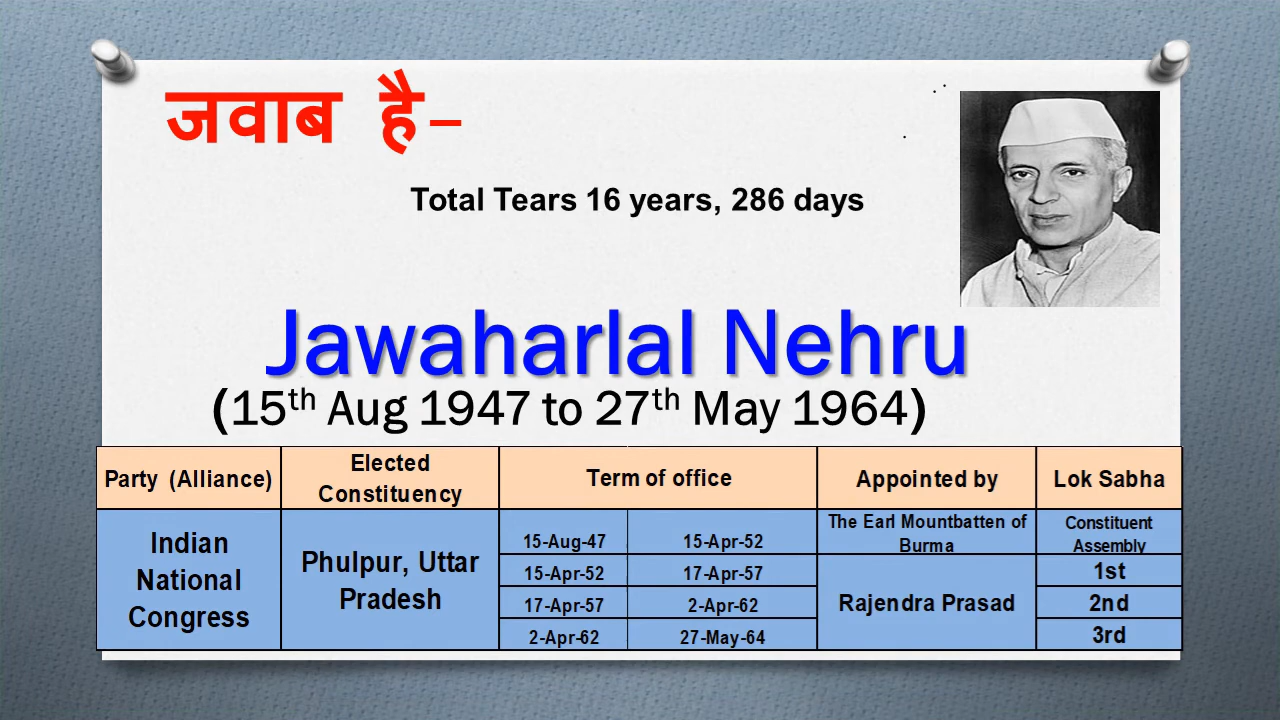 जवाब है–
Total Tears 16 years, 286 days
Jawaharlal Nehru
(15th Aug 1947 to 27th May 1964)
Party (Alliance) Elected Constituency Term of office Appointed by Lok Sabha
Indian National Congress Phulpur, Uttar Pradesh 15-Aug-47 15-Apr-52 The Earl Mountbatten of Burma Constituent Assembly
15-Apr-52 17-Apr-57 Rajendra Prasad 1st
17-Apr-57 2-Apr-62 2nd
2-Apr-62 27-May-64 3rd